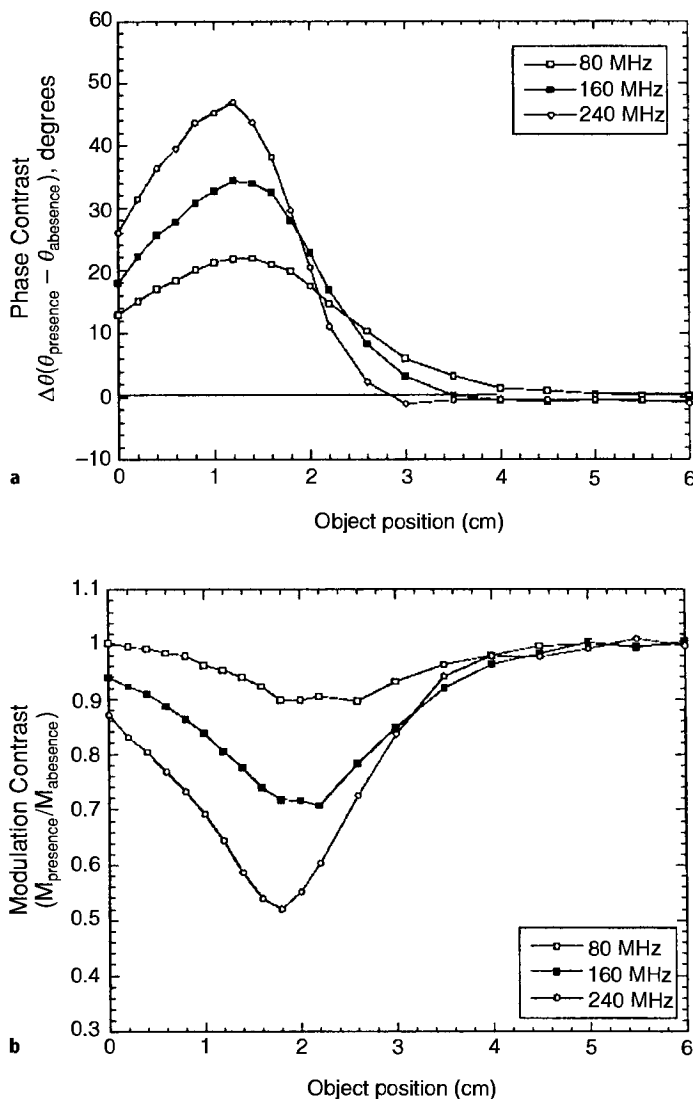 60
50
40
30
20
10
0
−10
0 1 2 3 4 5 6
Phase Contrast
Δθ(θpresence − θabesence), degrees
80 MHz
160 MHz
240 MHz
a
Object position (cm)
1.1
1
0.9
0.8
0.7
0.6
0.5
0.4
0.3
0 1 2 3 4 5 6
Modulation Contrast
(Mpresence/Mabesence)
80 MHz
160 MHz
240 MHz
b
Object position (cm)